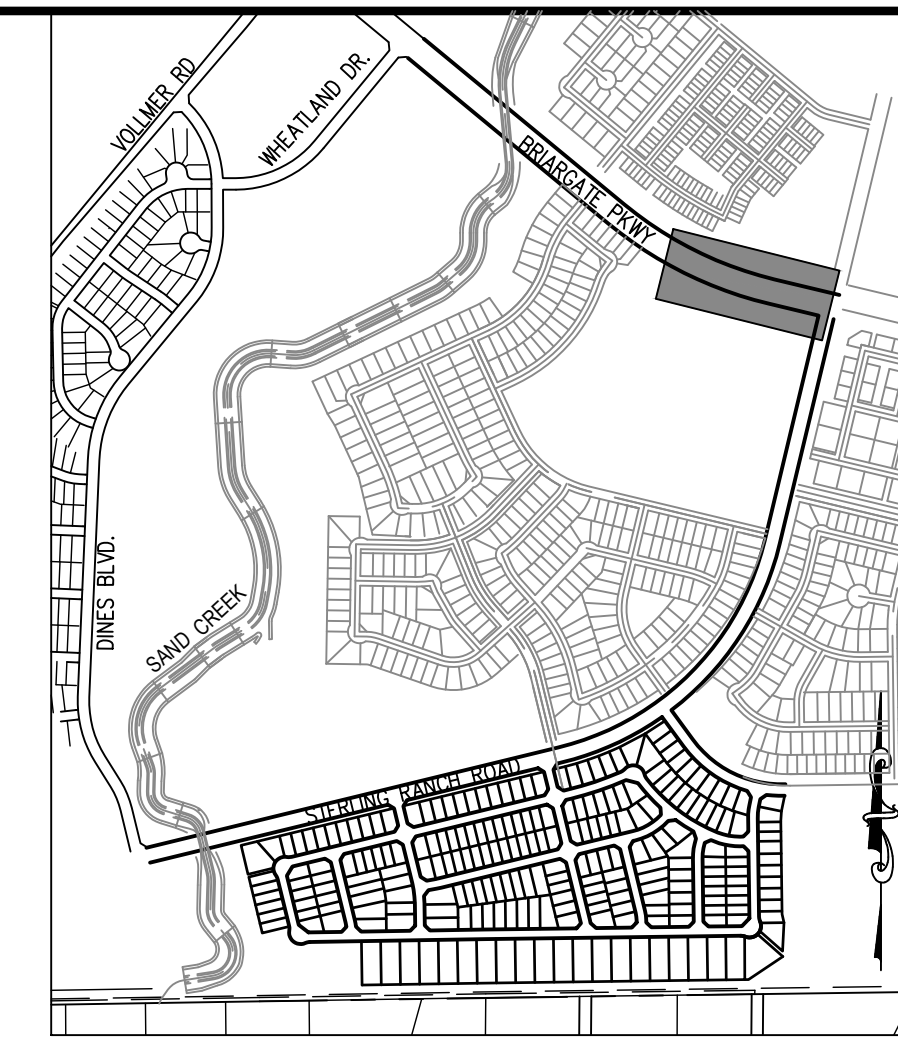 VOLLMER RD
WHEATLAND DR.
BRIARGATE PKWY
DINES BLVD.
SAND CREEK
STERLING RANCH ROAD